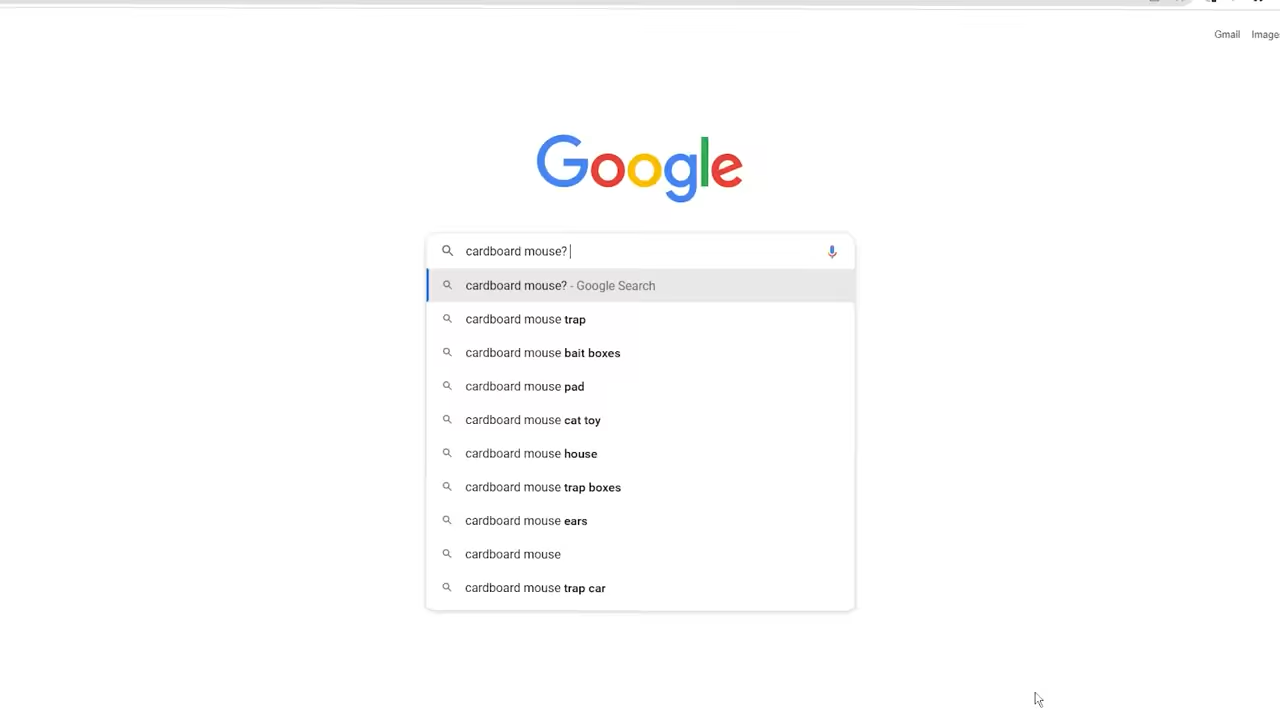 Gmail Images
Google
cardboard mouse?
cardboard mouse? - Google Search
cardboard mouse trap
cardboard mouse bait boxes
cardboard mouse pad
cardboard mouse cat toy
cardboard mouse house
cardboard mouse trap boxes
cardboard mouse ears
cardboard mouse
cardboard mouse trap car